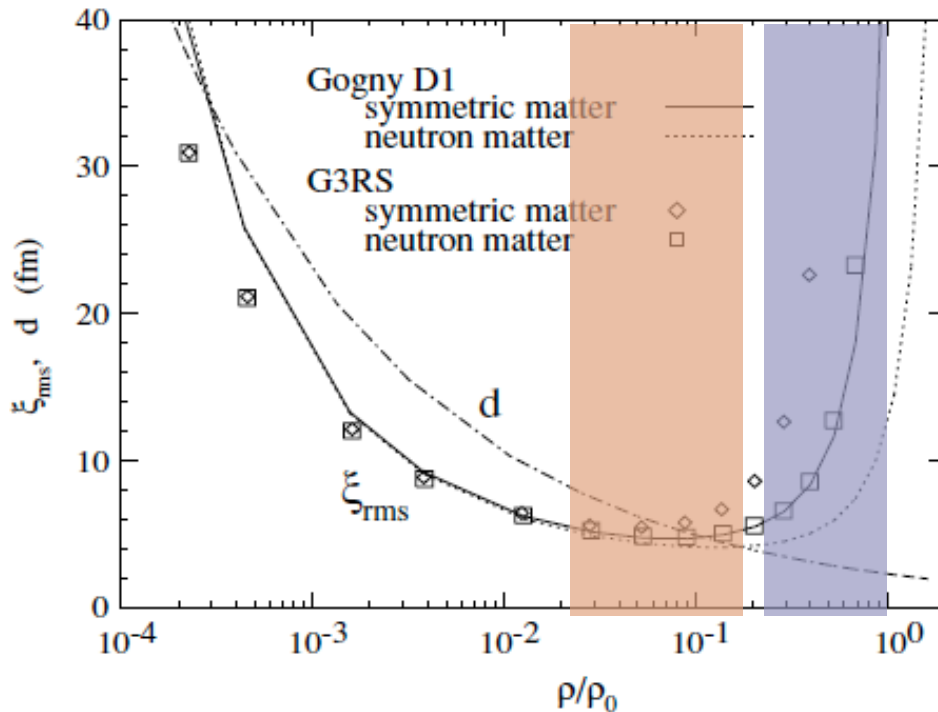 40
30
20
10
0
ξrms, d (fm)
Gogny D1
symmetric matter
neutron matter
G3RS
symmetric matter
neutron matter
d
ξrms
10⁻⁴ 10⁻³ 10⁻² 10⁻¹ 10⁰
ρ/ρ₀